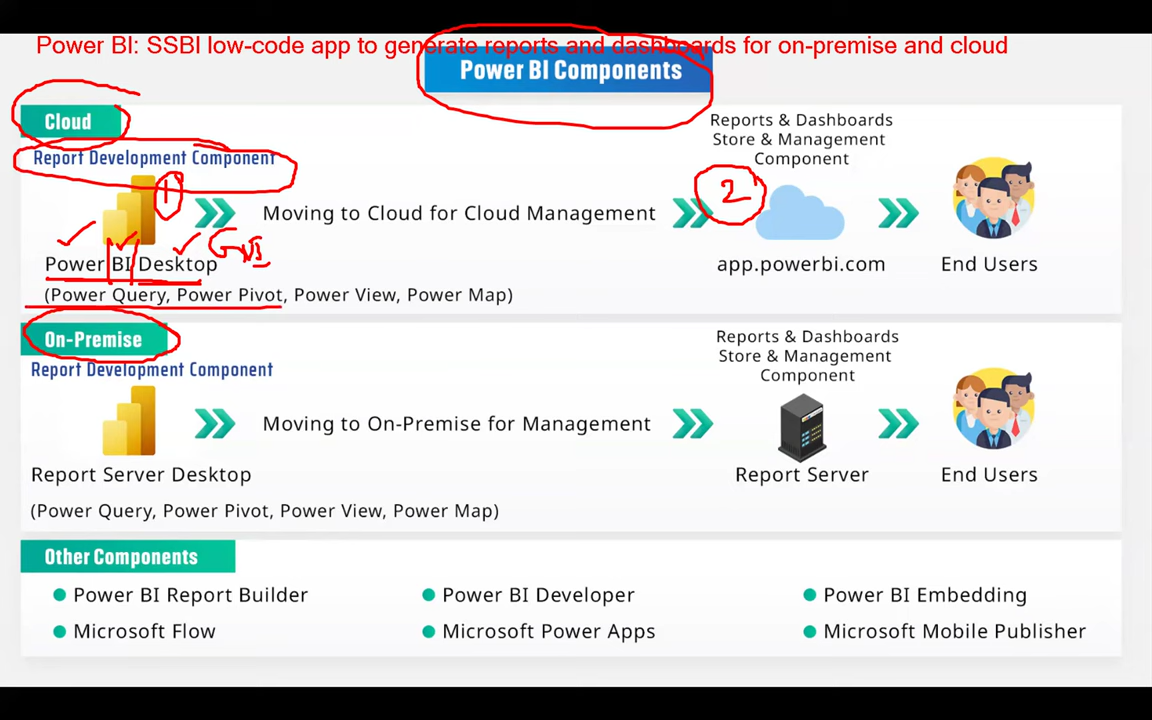 Power BI: SSBI low-code app to generate reports and dashboards for on-premise and cloud
Power BI Components
Cloud
Report Development Component
1
Moving to Cloud for Cloud Management
Power BI Desktop
(Power Query, Power Pivot, Power View, Power Map)
Reports & Dashboards
Store & Management
Component
2
app.powerbi.com
End Users
On-Premise
Report Development Component
Moving to On-Premise for Management
Report Server Desktop
(Power Query, Power Pivot, Power View, Power Map)
Reports & Dashboards
Store & Management
Component
Report Server
End Users
Other Components
Power BI Report Builder
Power BI Developer
Power BI Embedding
Microsoft Flow
Microsoft Power Apps
Microsoft Mobile Publisher